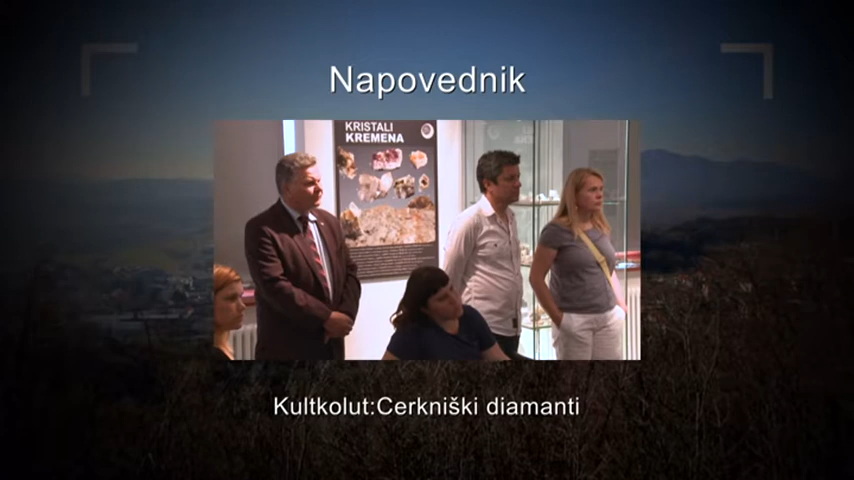 Napovednik
KRISTALI
KREMENA
Kultkolut:Cerkniški diamanti